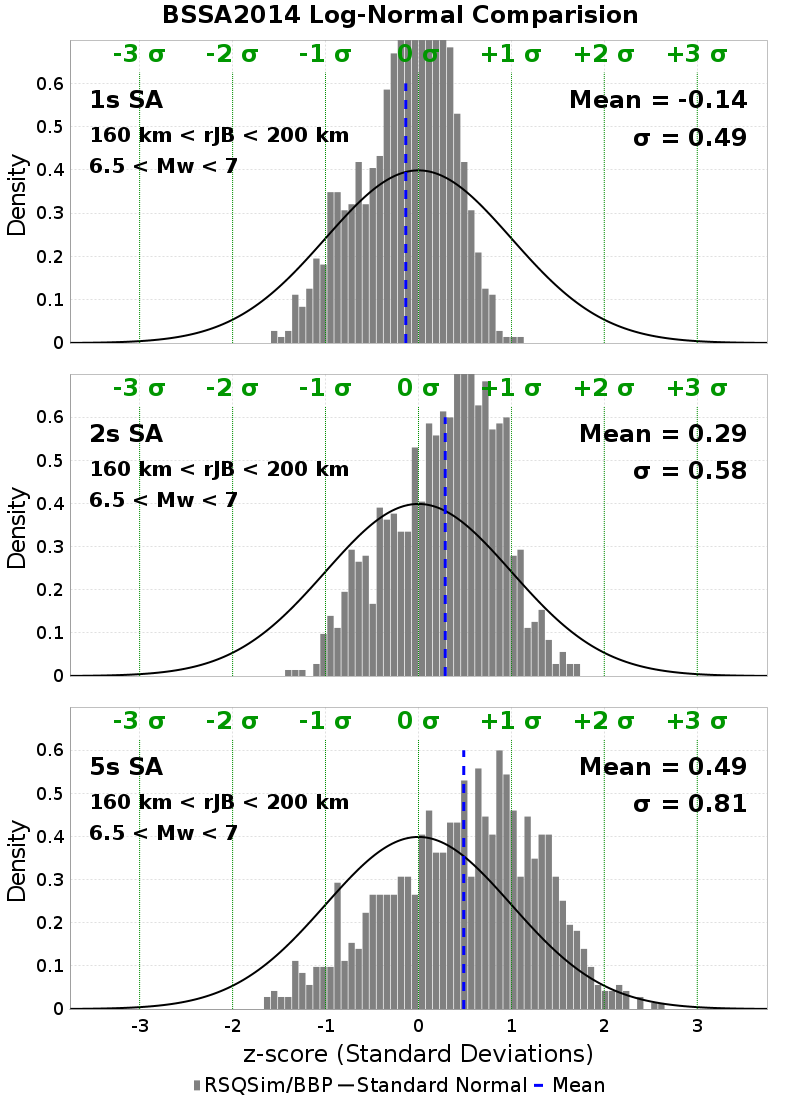 BSSA2014 Log-Normal Comparision
-3 σ -2 σ -1 σ 0 σ +1 σ +2 σ +3 σ
1s SA Mean = -0.14
160 km < rJB < 200 km σ = 0.49
6.5 < Mw < 7
Density
0.6
0.5
0.4
0.3
0.2
0.1
0
-3 σ -2 σ -1 σ 0 σ +1 σ +2 σ +3 σ
2s SA Mean = 0.29
160 km < rJB < 200 km σ = 0.58
6.5 < Mw < 7
Density
0.6
0.5
0.4
0.3
0.2
0.1
0
-3 σ -2 σ -1 σ 0 σ +1 σ +2 σ +3 σ
5s SA Mean = 0.49
160 km < rJB < 200 km σ = 0.81
6.5 < Mw < 7
Density
0.6
0.5
0.4
0.3
0.2
0.1
0
-3 -2 -1 0 1 2 3
z-score (Standard Deviations)
RSQSim/BBP Standard Normal Mean